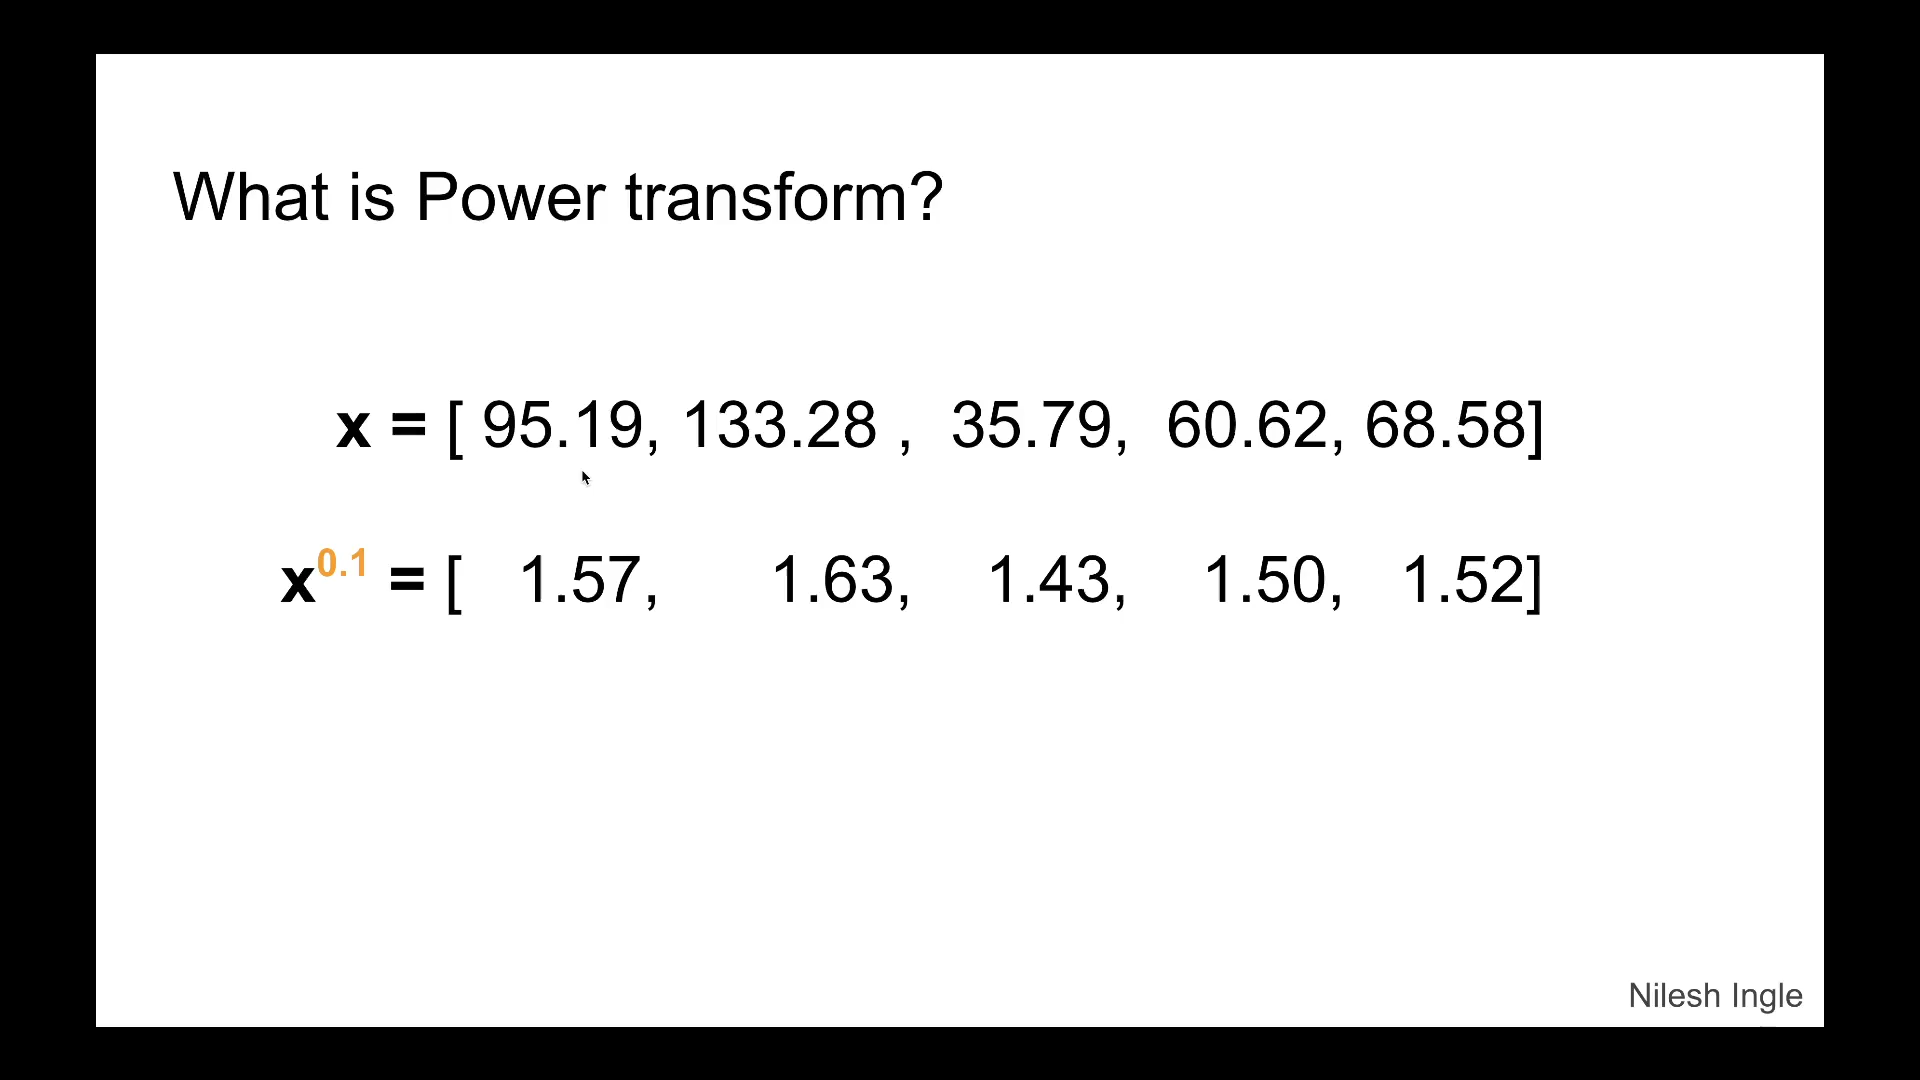 What is Power transform?
x = [ 95.19, 133.28 , 35.79, 60.62, 68.58]
x^0.1 = [ 1.57, 1.63, 1.43, 1.50, 1.52]
Nilesh Ingle